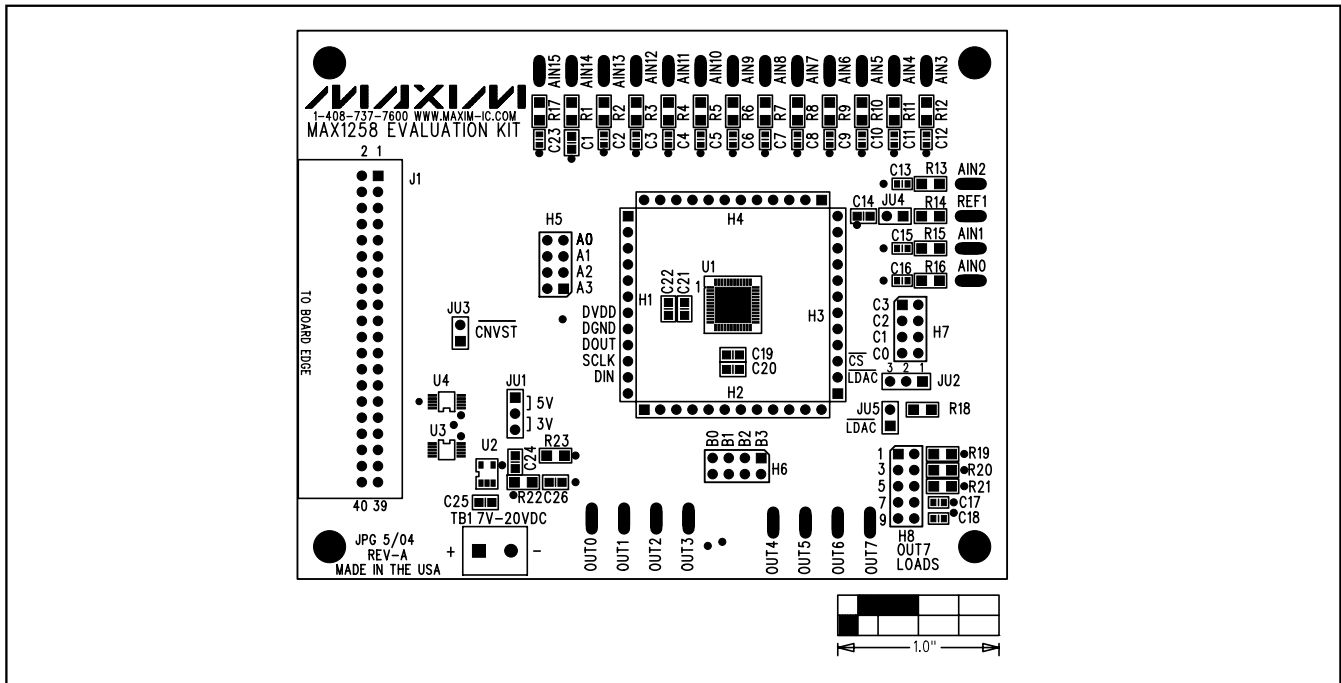 AIN15 AIN14 AIN13 AIN12 AIN11 AIN10 AIN9 AIN8 AIN7 AIN6 AIN5 AIN4 AIN3
MAXIM
1-408-737-7600 WWW.MAXIM-IC.COM
MAX1258 EVALUATION KIT
R17 R1 R2 R3 R4 R5 R6 R7 R8 R9 R10 R11 R12
C23 C1 C2 C3 C4 C5 C6 C7 C8 C9 C10 C11 C12
2 1
J1
C13 R13 AIN2
C14 JU4 R14 REF1
C15 R15 AIN1
C16 R16 AIN0
H5
A0
A1
A2
A3
H4
U1
1
C22 C21
H1
H3
DVDD
DGND
DOUT
SCLK
DIN
C19
C20
H2
CS
LDAC
C3
C2
C1
C0
H7
3 2 1
JU2
JU5
LDAC
R18
TO BOARD EDGE
JU3
CNVST
U4
U3
JU1
5V
3V
U2
C24
R23
R22 C26
C25
B0 B1 B2 B3
H6
1
3
5
7
9
R19
R20
R21
C17
C18
H8
OUT7
LOADS
40 39
TB1 7V-20VDC
+ -
JPG 5/04
REV-A
MADE IN THE USA
OUT0 OUT1 OUT2 OUT3 OUT4 OUT5 OUT6 OUT7
1.0"